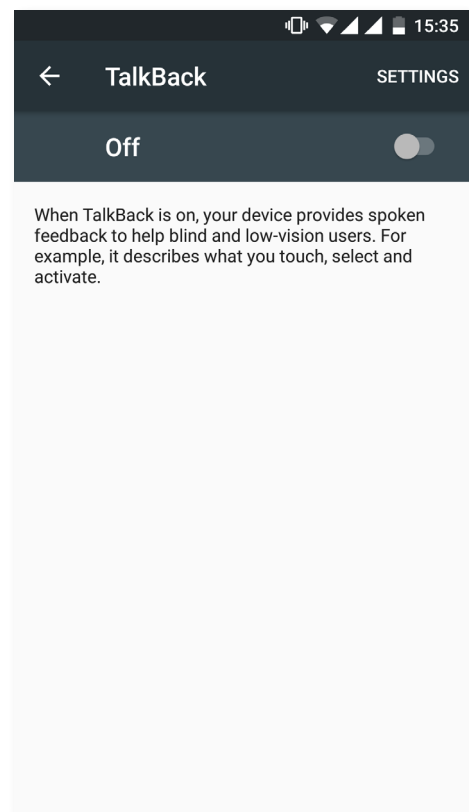 15:35
TalkBack SETTINGS
Off
When TalkBack is on, your device provides spoken
feedback to help blind and low-vision users. For
example, it describes what you touch, select and
activate.